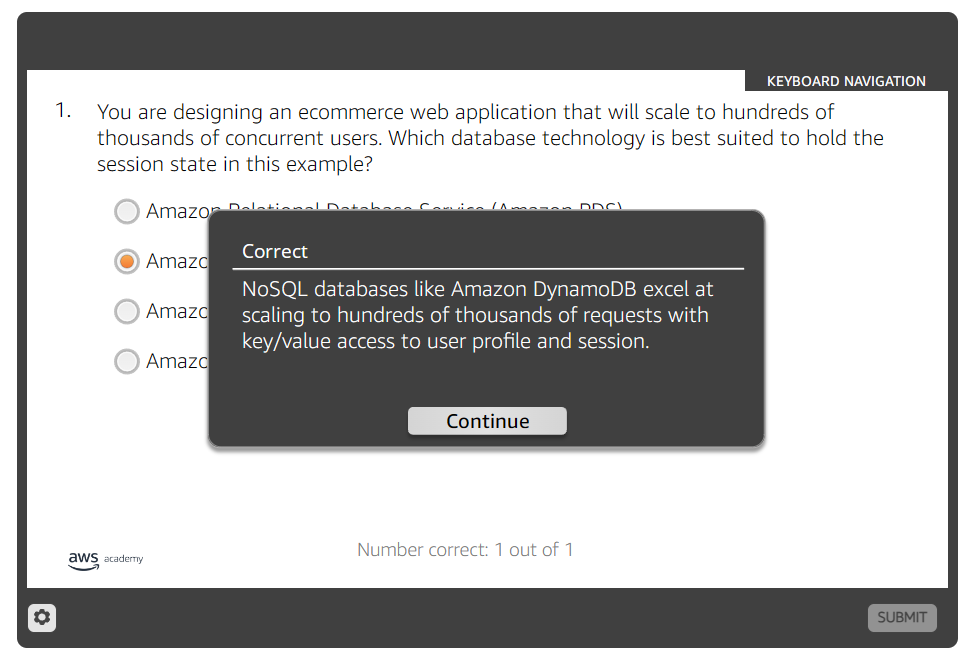 KEYBOARD NAVIGATION
1. You are designing an ecommerce web application that will scale to hundreds of
thousands of concurrent users. Which database technology is best suited to hold the
session state in this example?
Amazon Relational Database Service (Amazon RDS)
Correct
Amazo
NoSQL databases like Amazon DynamoDB excel at
Amazo
scaling to hundreds of thousands of requests with
key/value access to user profile and session.
Amazo
Continue
Number correct: 1 out of 1
aws academy
SUBMIT